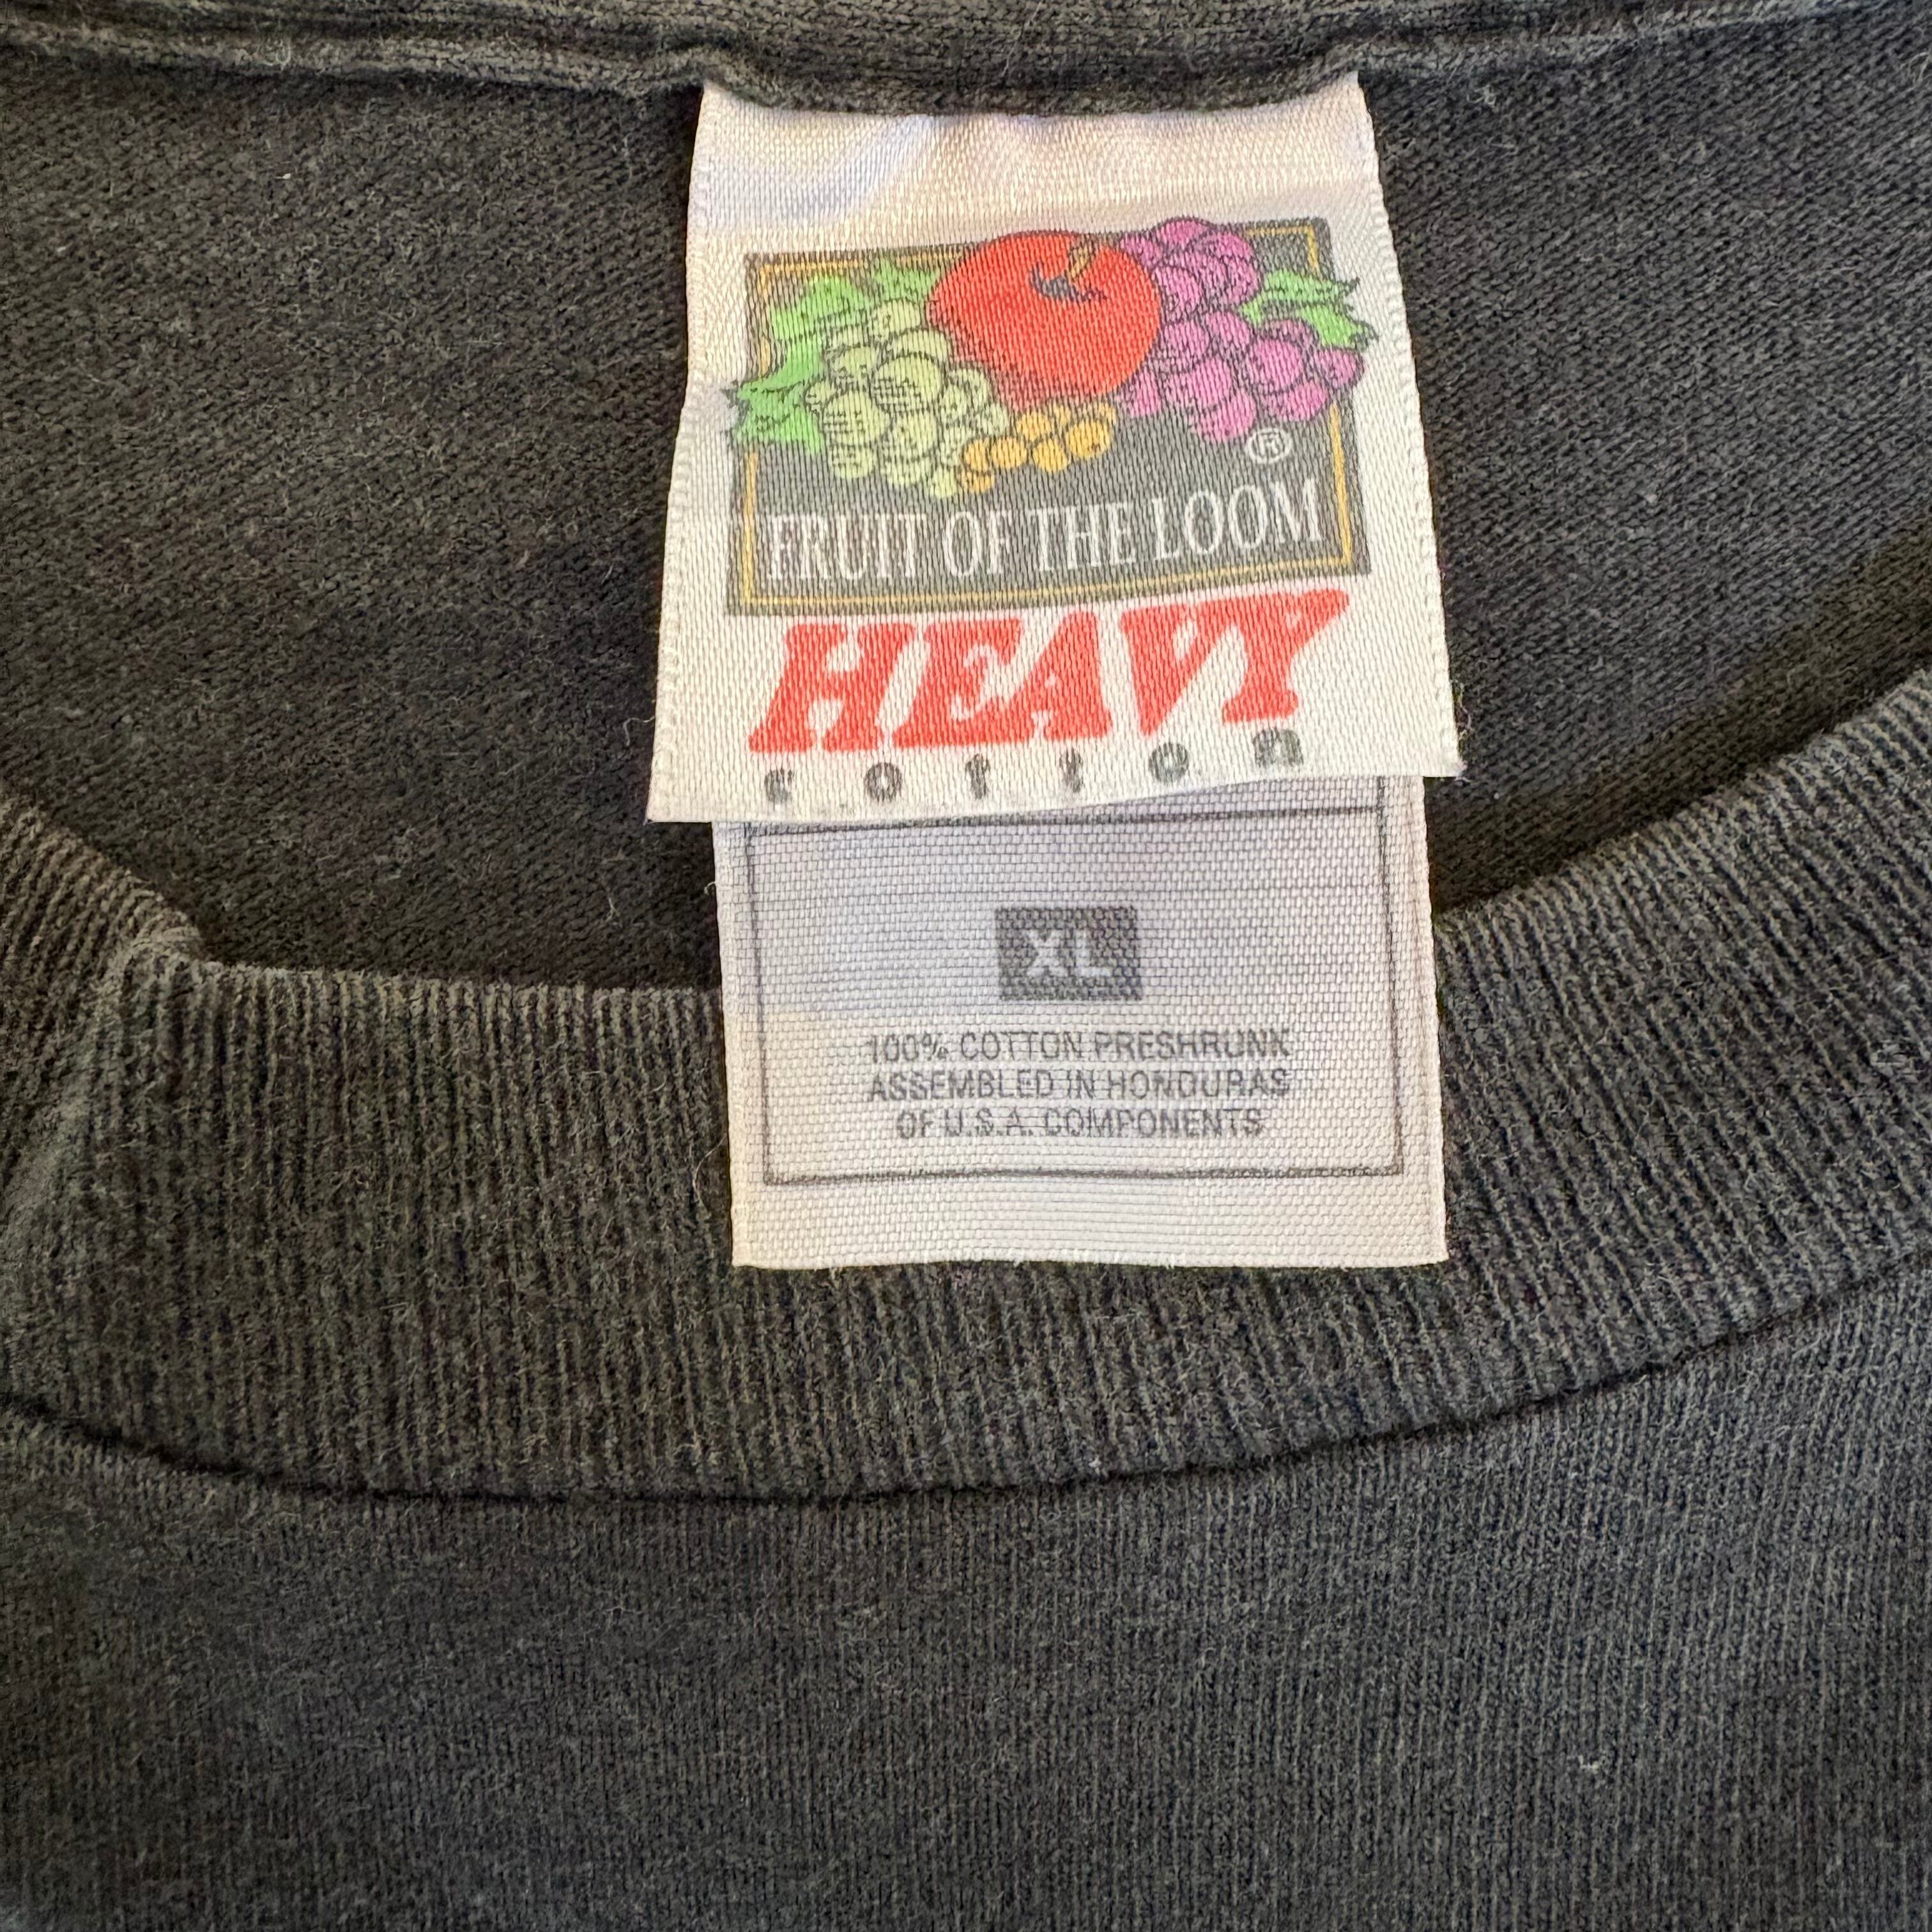 ®
FRUIT OF THE LOOM
HEAVY
cotton
XL
100% COTTON PRESHRUNK
ASSEMBLED IN HONDURAS
OF U.S.A. COMPONENTS